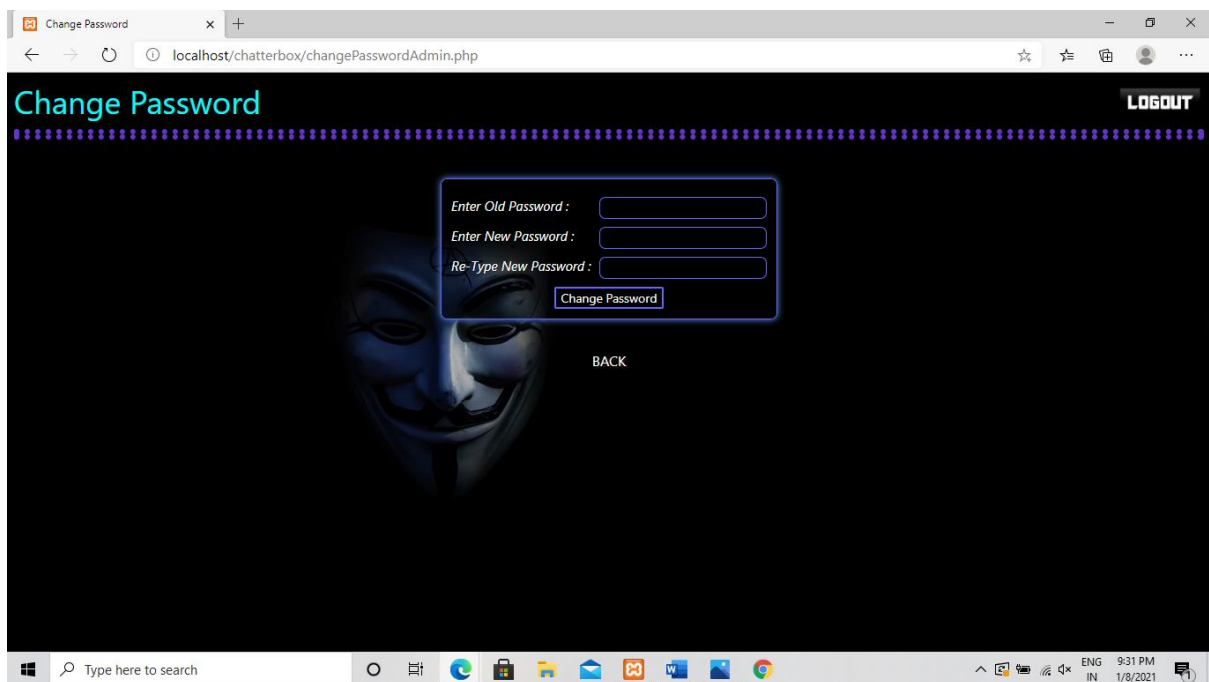 Change Password
localhost/chatterbox/changePasswordAdmin.php
Change Password
LOGOUT
Enter Old Password :
Enter New Password :
Re-Type New Password :
Change Password
BACK
Type here to search
ENG 9:31 PM
IN 1/8/2021